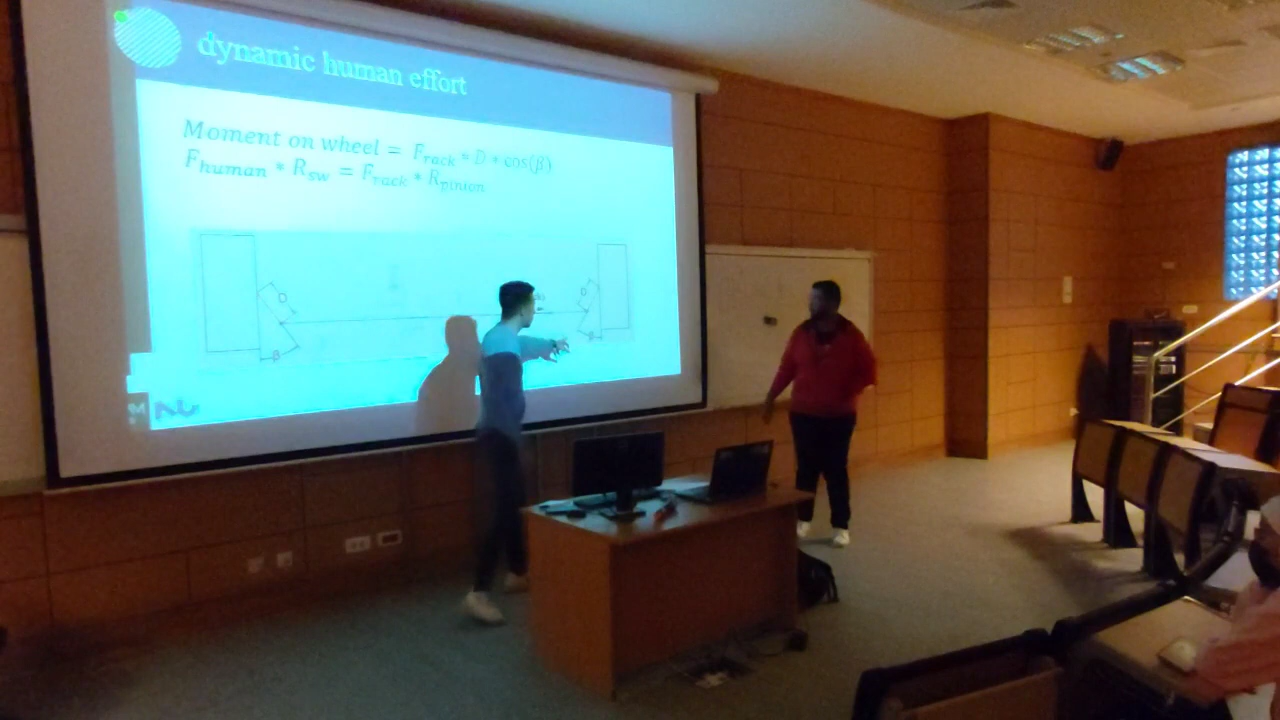 dynamic human effort
Moment on wheel = F_rack * D * cos(β)
F_human * R_sw = F_rack * R_pinion
D D
β β